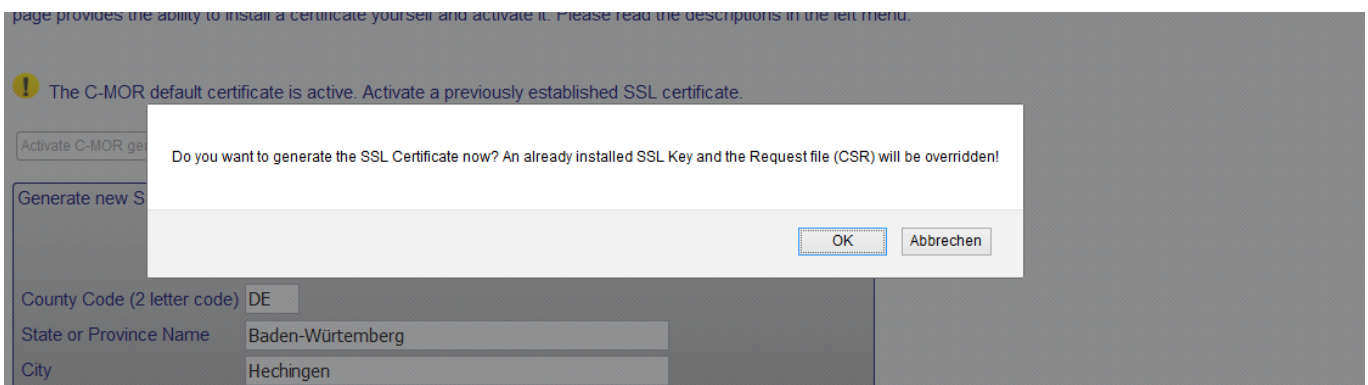 page provides the ability to install a certificate yourself and activate it. Please read the descriptions in the left menu.
The C-MOR default certificate is active. Activate a previously established SSL certificate.
Activate C-MOR ge
Do you want to generate the SSL Certificate now? An already installed SSL Key and the Request file (CSR) will be overridden!
Generate new S
OK Abbrechen
County Code (2 letter code) DE
State or Province Name Baden-Würtemberg
City Hechingen